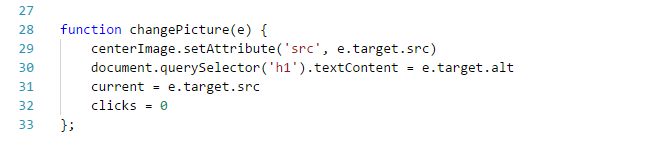 27
28 function changePicture(e) {
29     centerImage.setAttribute('src', e.target.src)
30     document.querySelector('h1').textContent = e.target.alt
31     current = e.target.src
32     clicks = 0
33 };